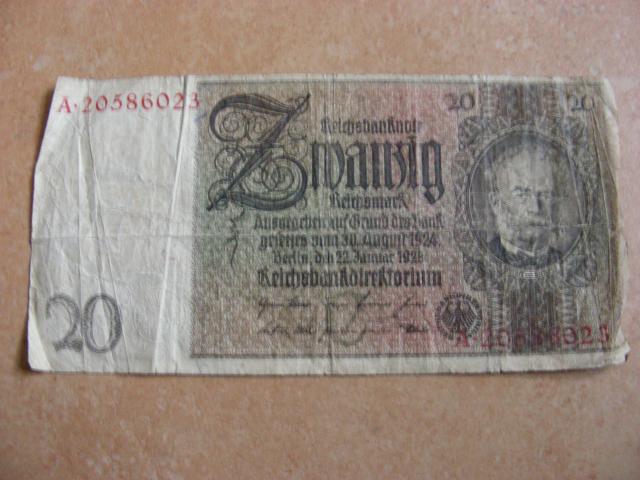 A·20586023
20 20
Reichsbanknote
Zwanzig
Reichsmark
Ausgegeben auf Grund des Bank
gesetzes vom 30. August 1924
Berlin, den 22. Januar 1929
Reichsbankdirektorium
20
A·20586023